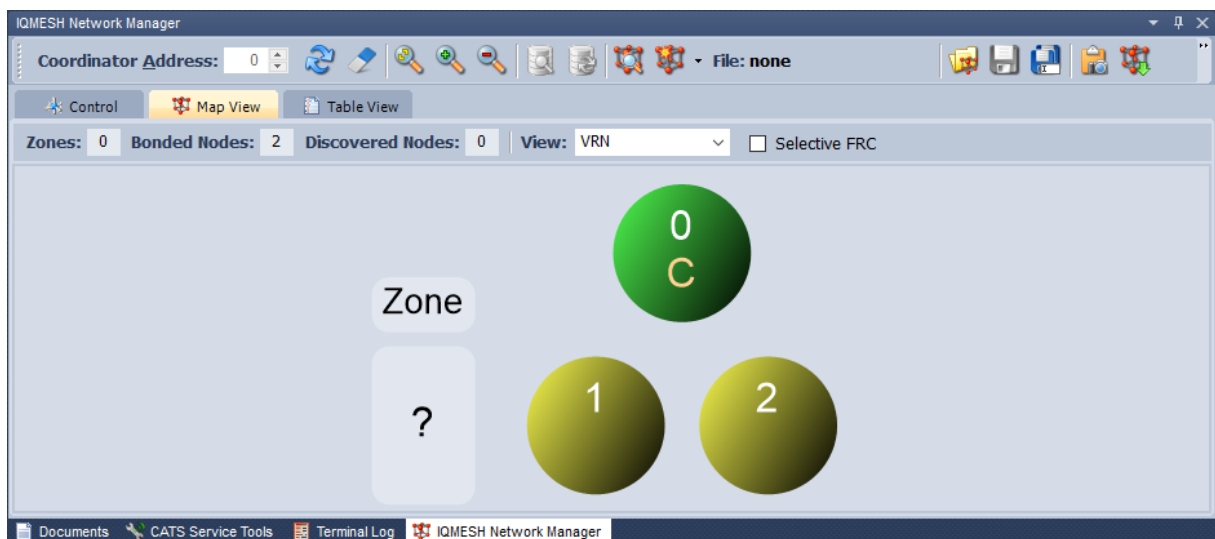 IQMESH Network Manager
Coordinator Address: 0 File: none
Control Map View Table View
Zones: 0 Bonded Nodes: 2 Discovered Nodes: 0 View: VRN Selective FRC
0
C
Zone
?
1 2
Documents CATS Service Tools Terminal Log IQMESH Network Manager